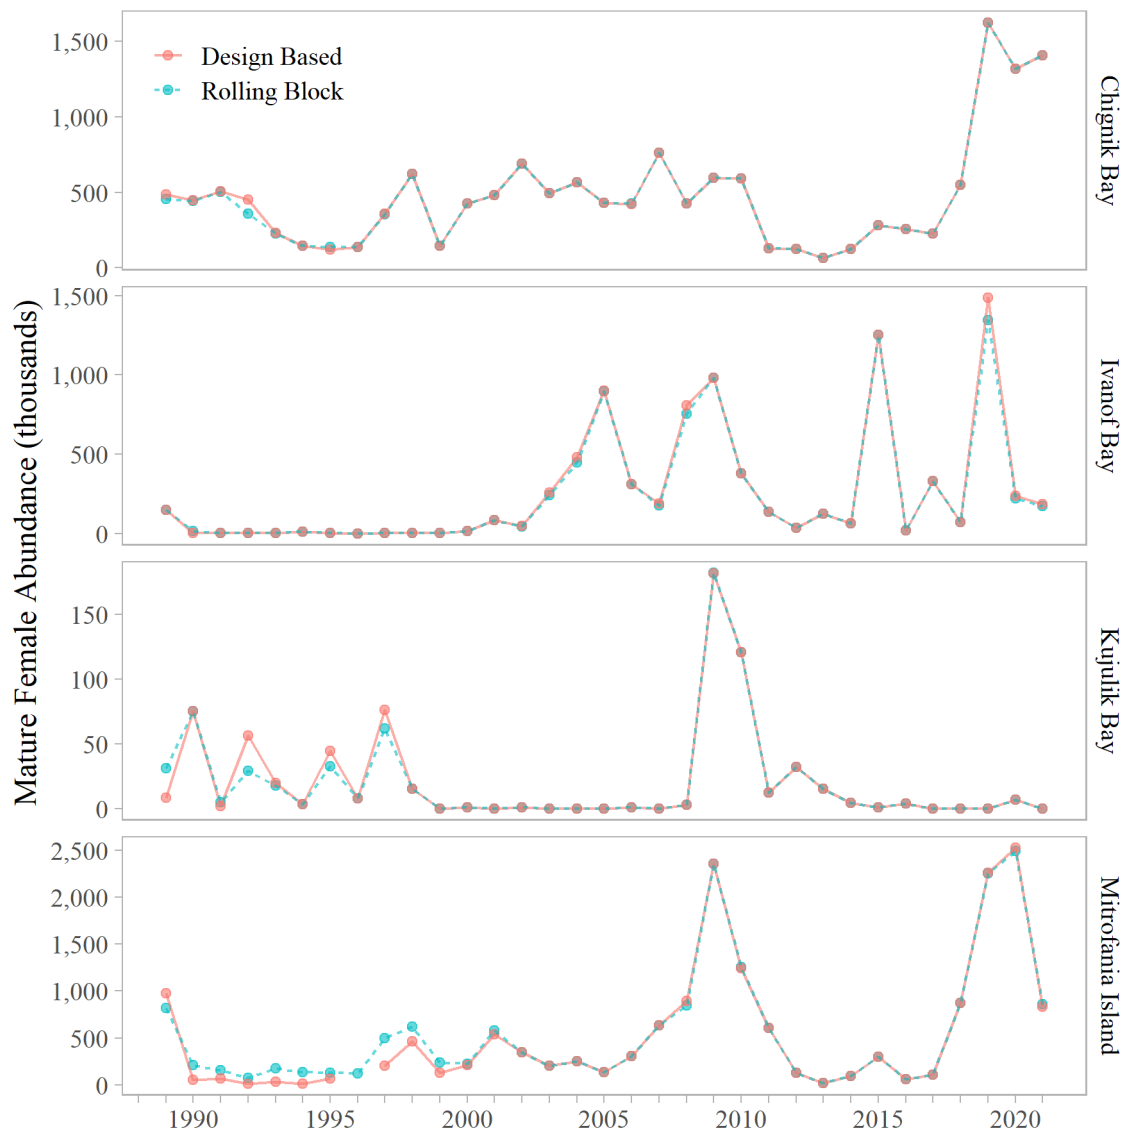 Mature Female Abundance (thousands)
Design Based
Rolling Block
1,500
1,000
500
0
Chignik Bay
1,500
1,000
500
0
Ivanof Bay
150
100
50
0
Kujulik Bay
2,500
2,000
1,500
1,000
500
0
Mitrofania Island
1990 1995 2000 2005 2010 2015 2020